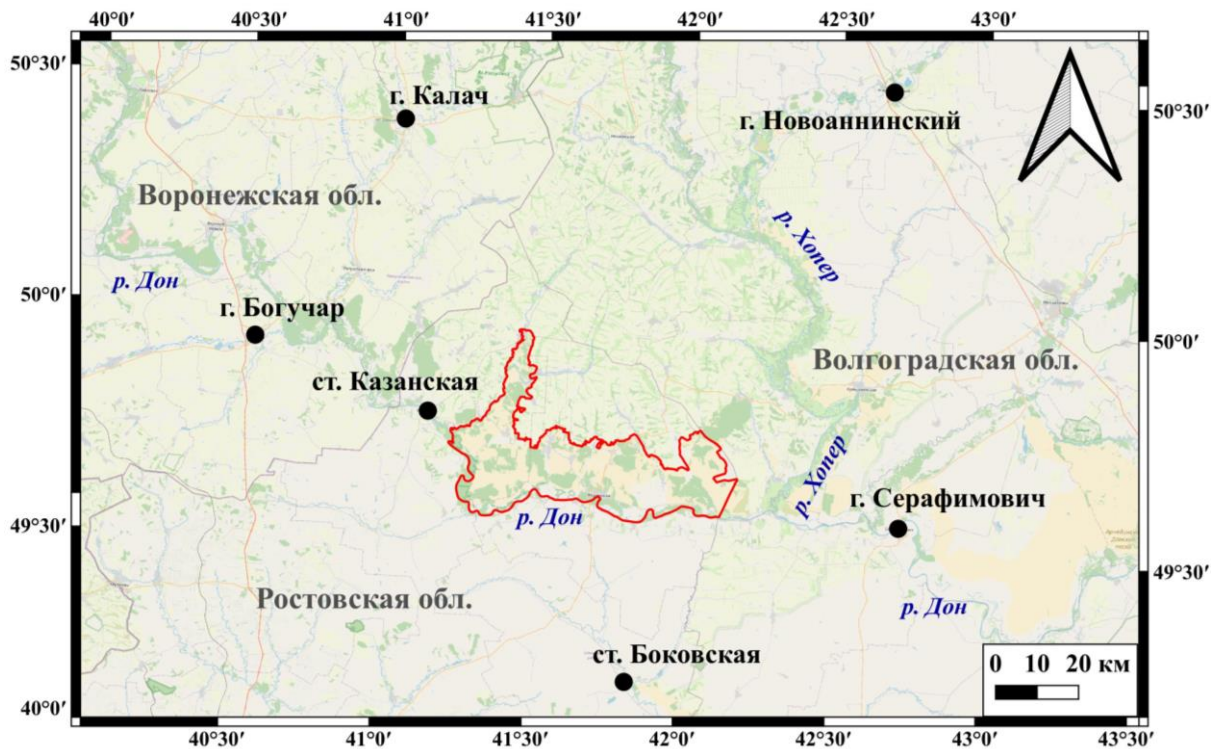 40°0′ 40°30′ 41°0′ 41°30′ 42°0′ 42°30′ 43°0′
50°30′
г. Калач
г. Новоаннинский
50°30′
Воронежская обл.
р. Хопер
р. Дон
50°0′
г. Богучар
50°0′
Волгоградская обл.
ст. Казанская
р. Хопер
г. Серафимович
р. Дон
49°30′
49°30′
Ростовская обл.
р. Дон
ст. Боковская
0 10 20 км
40°0′
40°30′ 41°0′ 41°30′ 42°0′ 42°30′ 43°0′ 43°30′